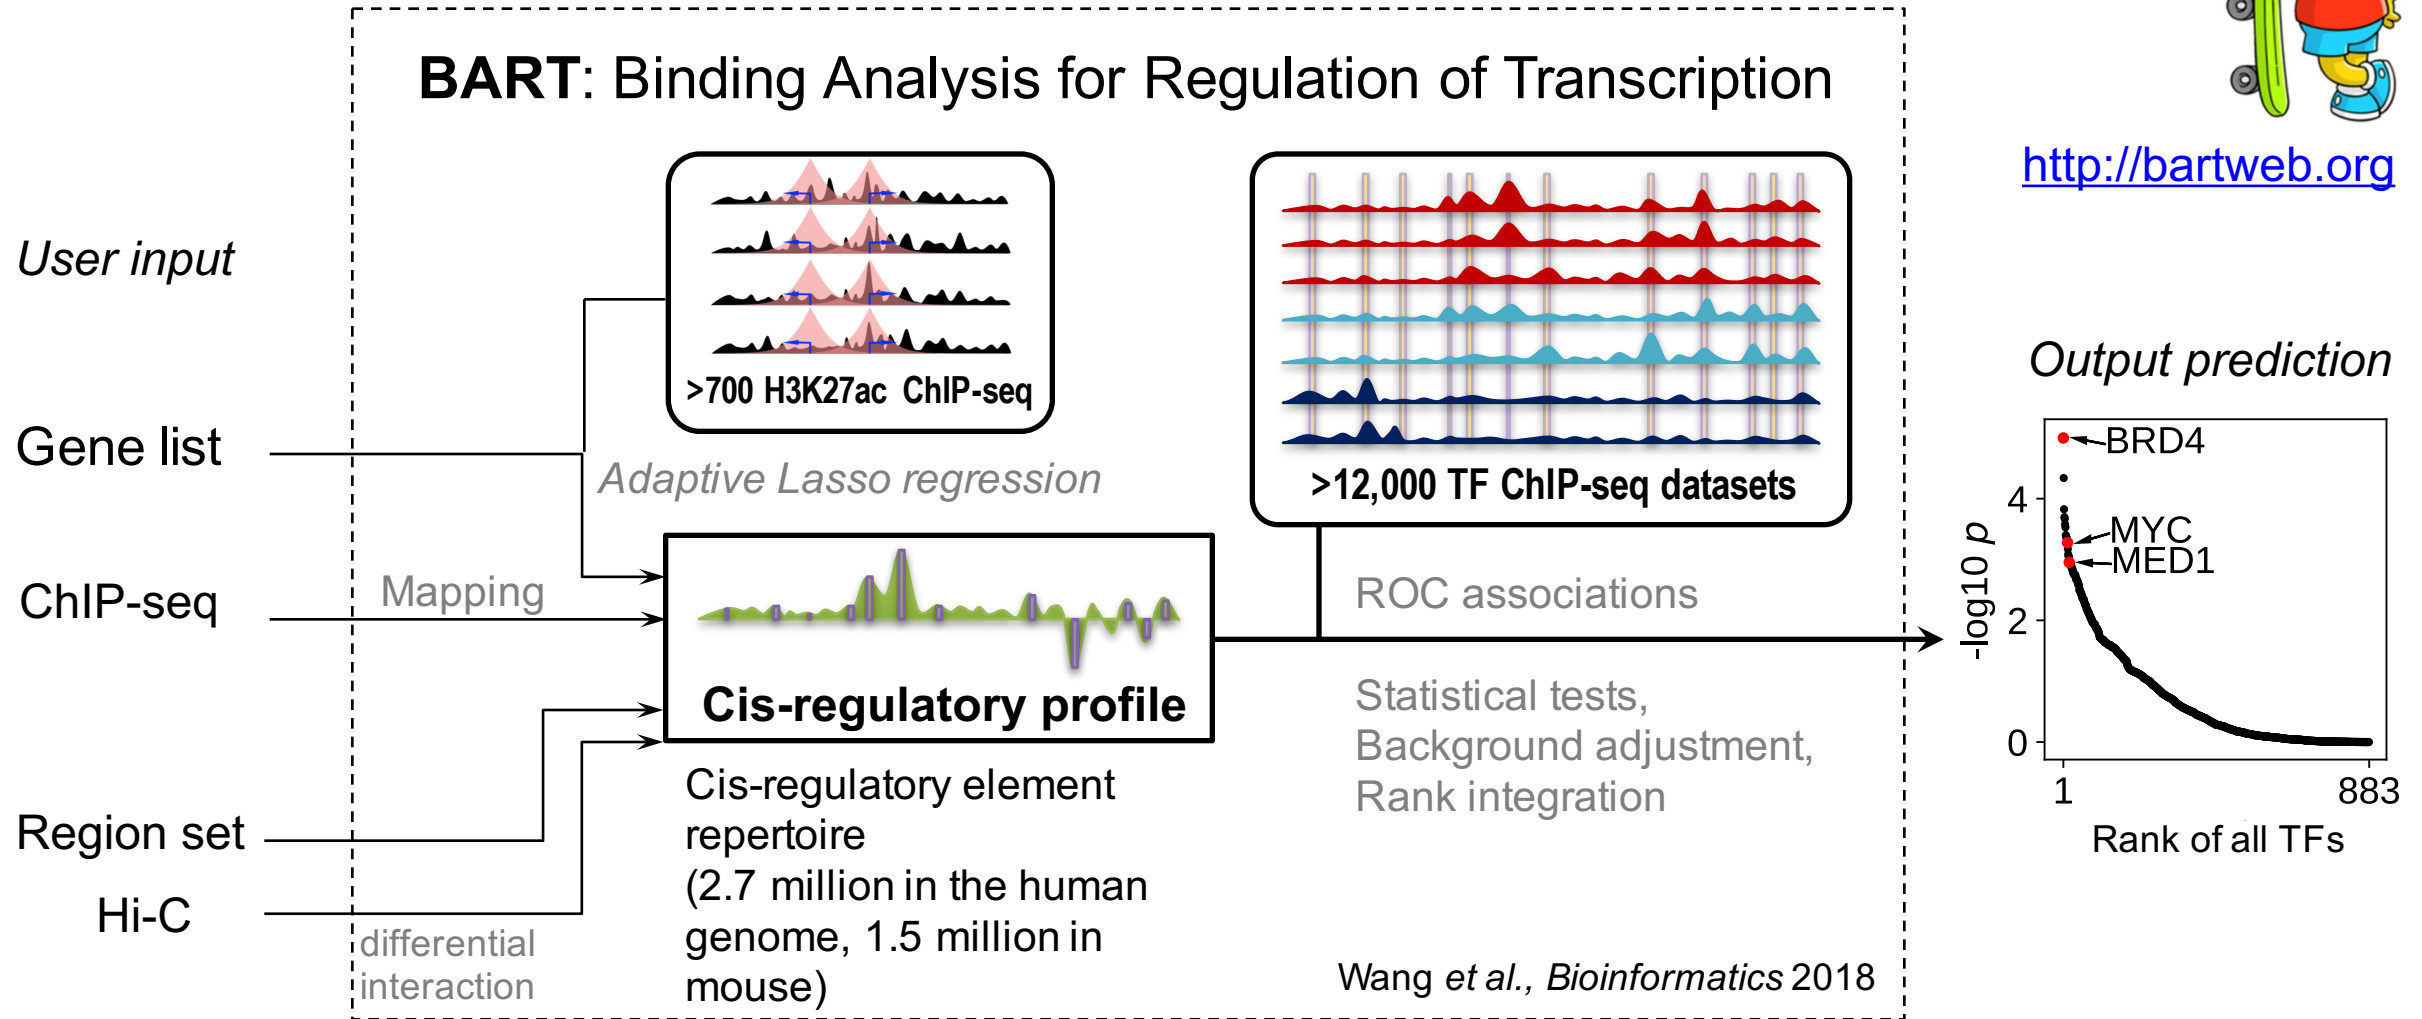 BART: Binding Analysis for Regulation of Transcription
http://bartweb.org
User input
Gene list
ChIP-seq
Region set
Hi-C
>700 H3K27ac ChIP-seq
Adaptive Lasso regression
Mapping
differential
interaction
Cis-regulatory profile
Cis-regulatory element
repertoire
(2.7 million in the human
genome, 1.5 million in
mouse)
>12,000 TF ChIP-seq datasets
ROC associations
Statistical tests,
Background adjustment,
Rank integration
Wang et al., Bioinformatics 2018
Output prediction
BRD4
MYC
MED1
-log10 p
4
2
0
1
883
Rank of all TFs